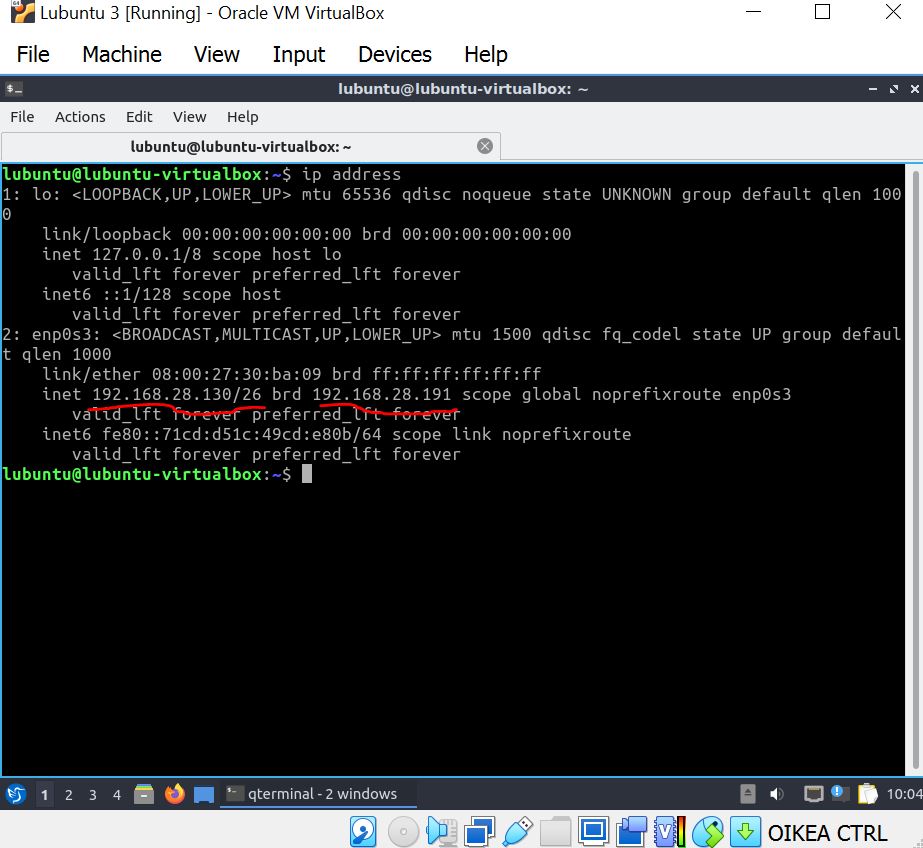 Lubuntu 3 [Running] - Oracle VM VirtualBox
File Machine View Input Devices Help
lubuntu@lubuntu-virtualbox: ~
File Actions Edit View Help
lubuntu@lubuntu-virtualbox: ~
lubuntu@lubuntu-virtualbox:~$ ip address
1: lo: <LOOPBACK,UP,LOWER_UP> mtu 65536 qdisc noqueue state UNKNOWN group default qlen 100
0
link/loopback 00:00:00:00:00:00 brd 00:00:00:00:00:00
inet 127.0.0.1/8 scope host lo
valid_lft forever preferred_lft forever
inet6 ::1/128 scope host
valid_lft forever preferred_lft forever
2: enp0s3: <BROADCAST,MULTICAST,UP,LOWER_UP> mtu 1500 qdisc fq_codel state UP group defaul
t qlen 1000
link/ether 08:00:27:30:ba:09 brd ff:ff:ff:ff:ff:ff
inet 192.168.28.130/26 brd 192.168.28.191 scope global noprefixroute enp0s3
valid_lft forever preferred_lft forever
inet6 fe80::71cd:d51c:49cd:e80b/64 scope link noprefixroute
valid_lft forever preferred_lft forever
lubuntu@lubuntu-virtualbox:~$
1 2 3 4 qterminal - 2 windows 10:04
OIKEA CTRL